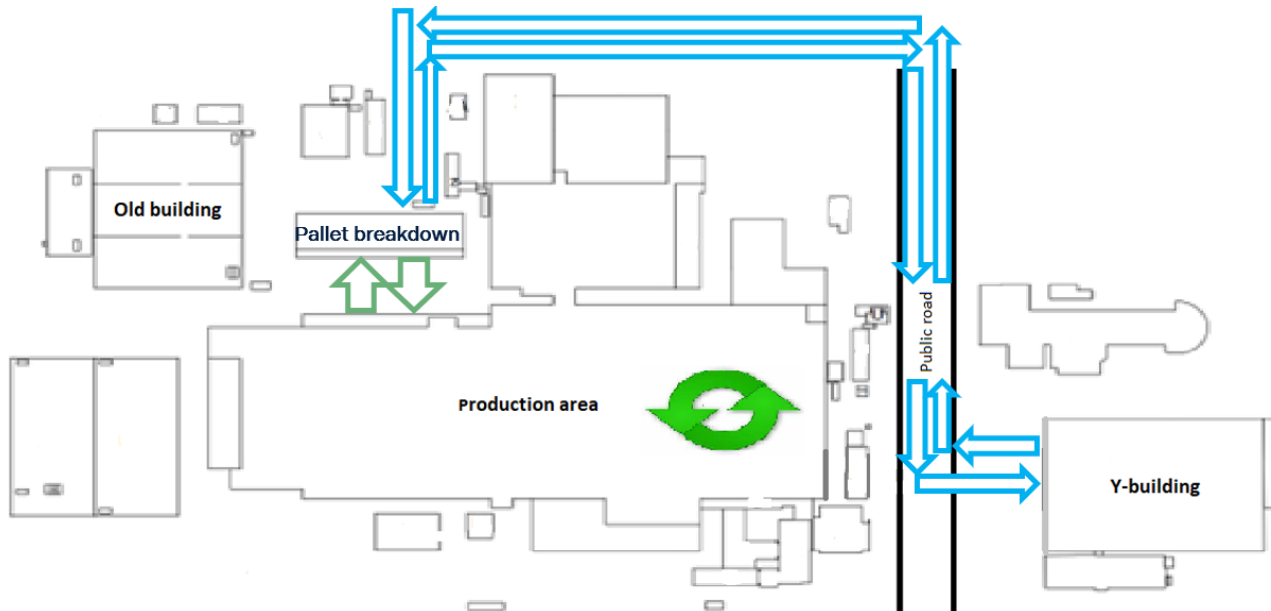 Old building
Pallet breakdown
Public road
Production area
Y-building